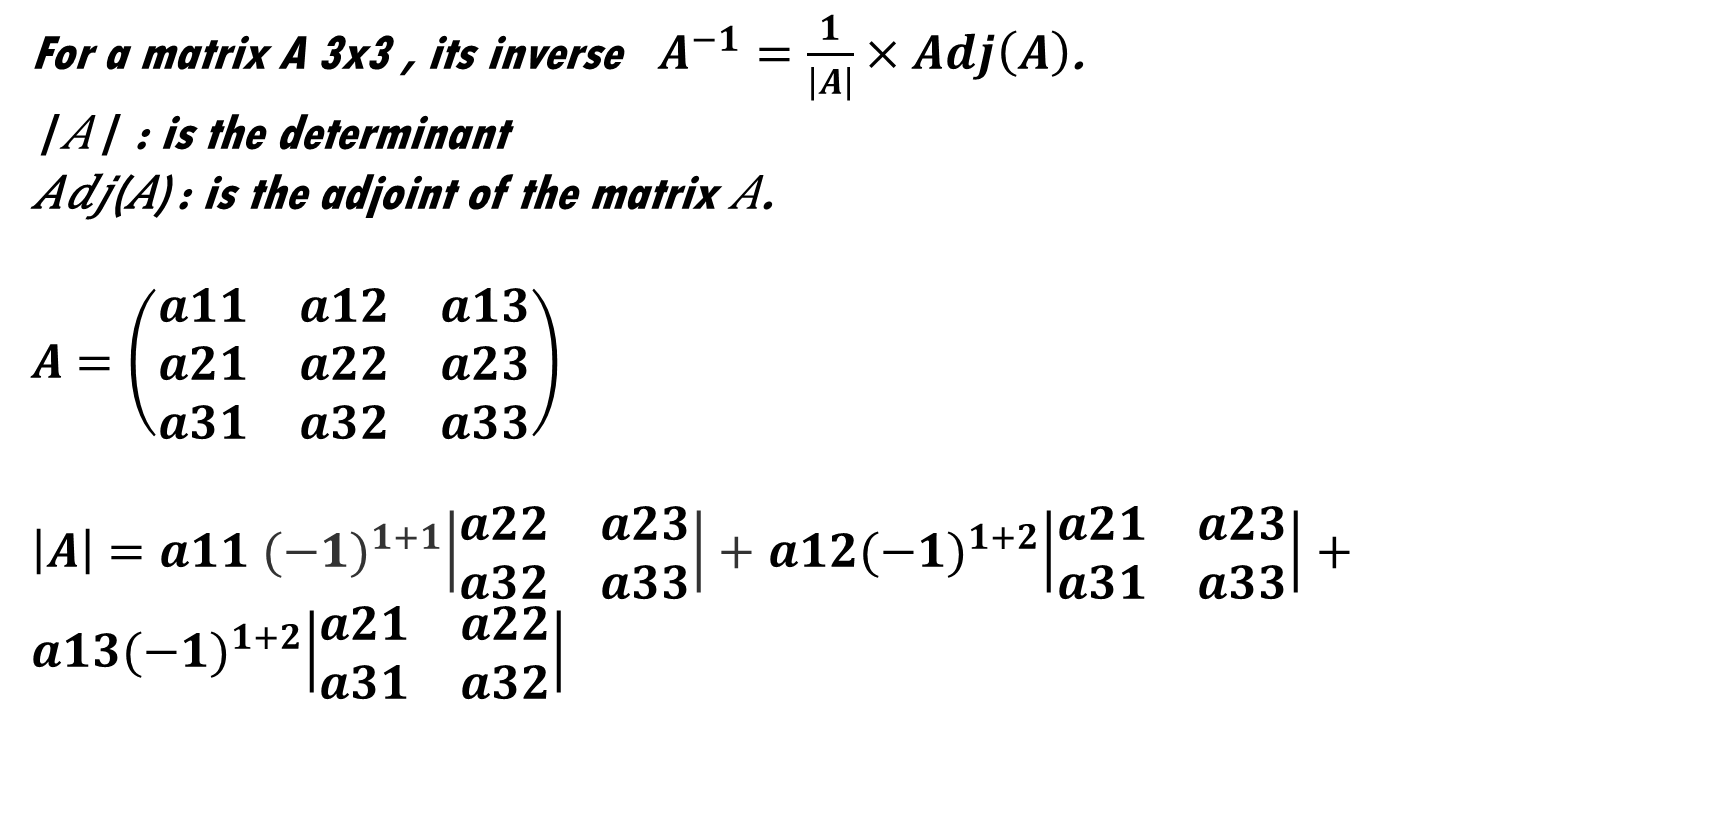 For a matrix A 3x3 , its inverse A⁻¹ = 1/|A| × Adj(A).
|A| : is the determinant
Adj(A): is the adjoint of the matrix A.
A = (a11 a12 a13
a21 a22 a23
a31 a32 a33)
|A| = a11 (−1)¹⁺¹ |a22 a23; a32 a33| + a12(−1)¹⁺² |a21 a23; a31 a33| +
a13(−1)¹⁺² |a21 a22; a31 a32|